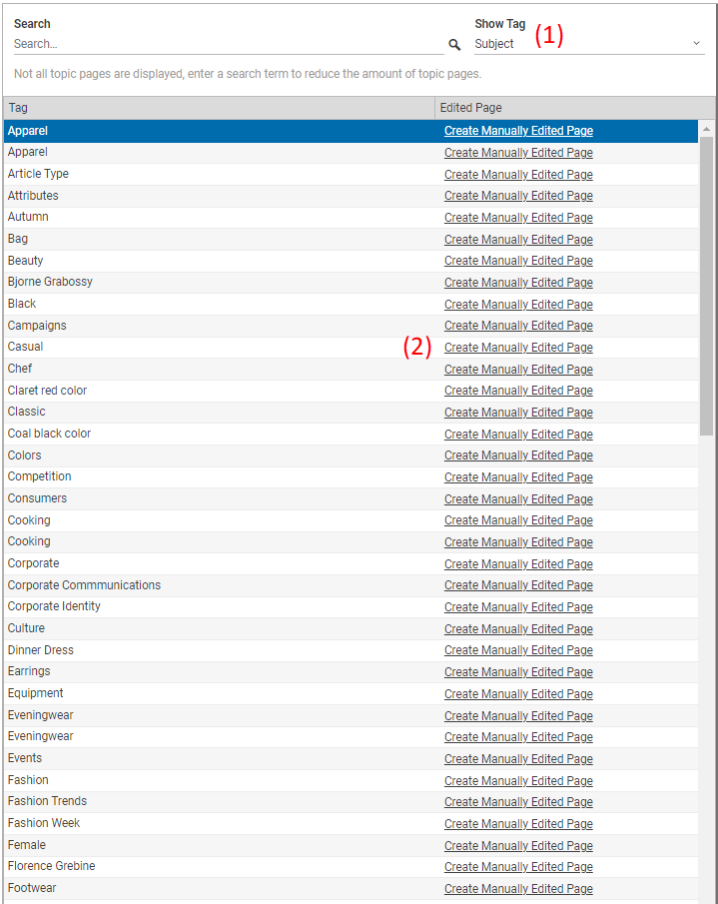 Search Show Tag (1)
Search... Subject
Not all topic pages are displayed, enter a search term to reduce the amount of topic pages.
Tag Edited Page
Apparel Create Manually Edited Page
Apparel Create Manually Edited Page
Article Type Create Manually Edited Page
Attributes Create Manually Edited Page
Autumn Create Manually Edited Page
Bag Create Manually Edited Page
Beauty Create Manually Edited Page
Bjorne Grabossy Create Manually Edited Page
Black Create Manually Edited Page
Campaigns Create Manually Edited Page
Casual (2) Create Manually Edited Page
Chef Create Manually Edited Page
Claret red color Create Manually Edited Page
Classic Create Manually Edited Page
Coal black color Create Manually Edited Page
Colors Create Manually Edited Page
Competition Create Manually Edited Page
Consumers Create Manually Edited Page
Cooking Create Manually Edited Page
Cooking Create Manually Edited Page
Corporate Create Manually Edited Page
Corporate Commmunications Create Manually Edited Page
Corporate Identity Create Manually Edited Page
Culture Create Manually Edited Page
Dinner Dress Create Manually Edited Page
Earrings Create Manually Edited Page
Equipment Create Manually Edited Page
Eveningwear Create Manually Edited Page
Eveningwear Create Manually Edited Page
Events Create Manually Edited Page
Fashion Create Manually Edited Page
Fashion Trends Create Manually Edited Page
Fashion Week Create Manually Edited Page
Female Create Manually Edited Page
Florence Grebine Create Manually Edited Page
Footwear Create Manually Edited Page